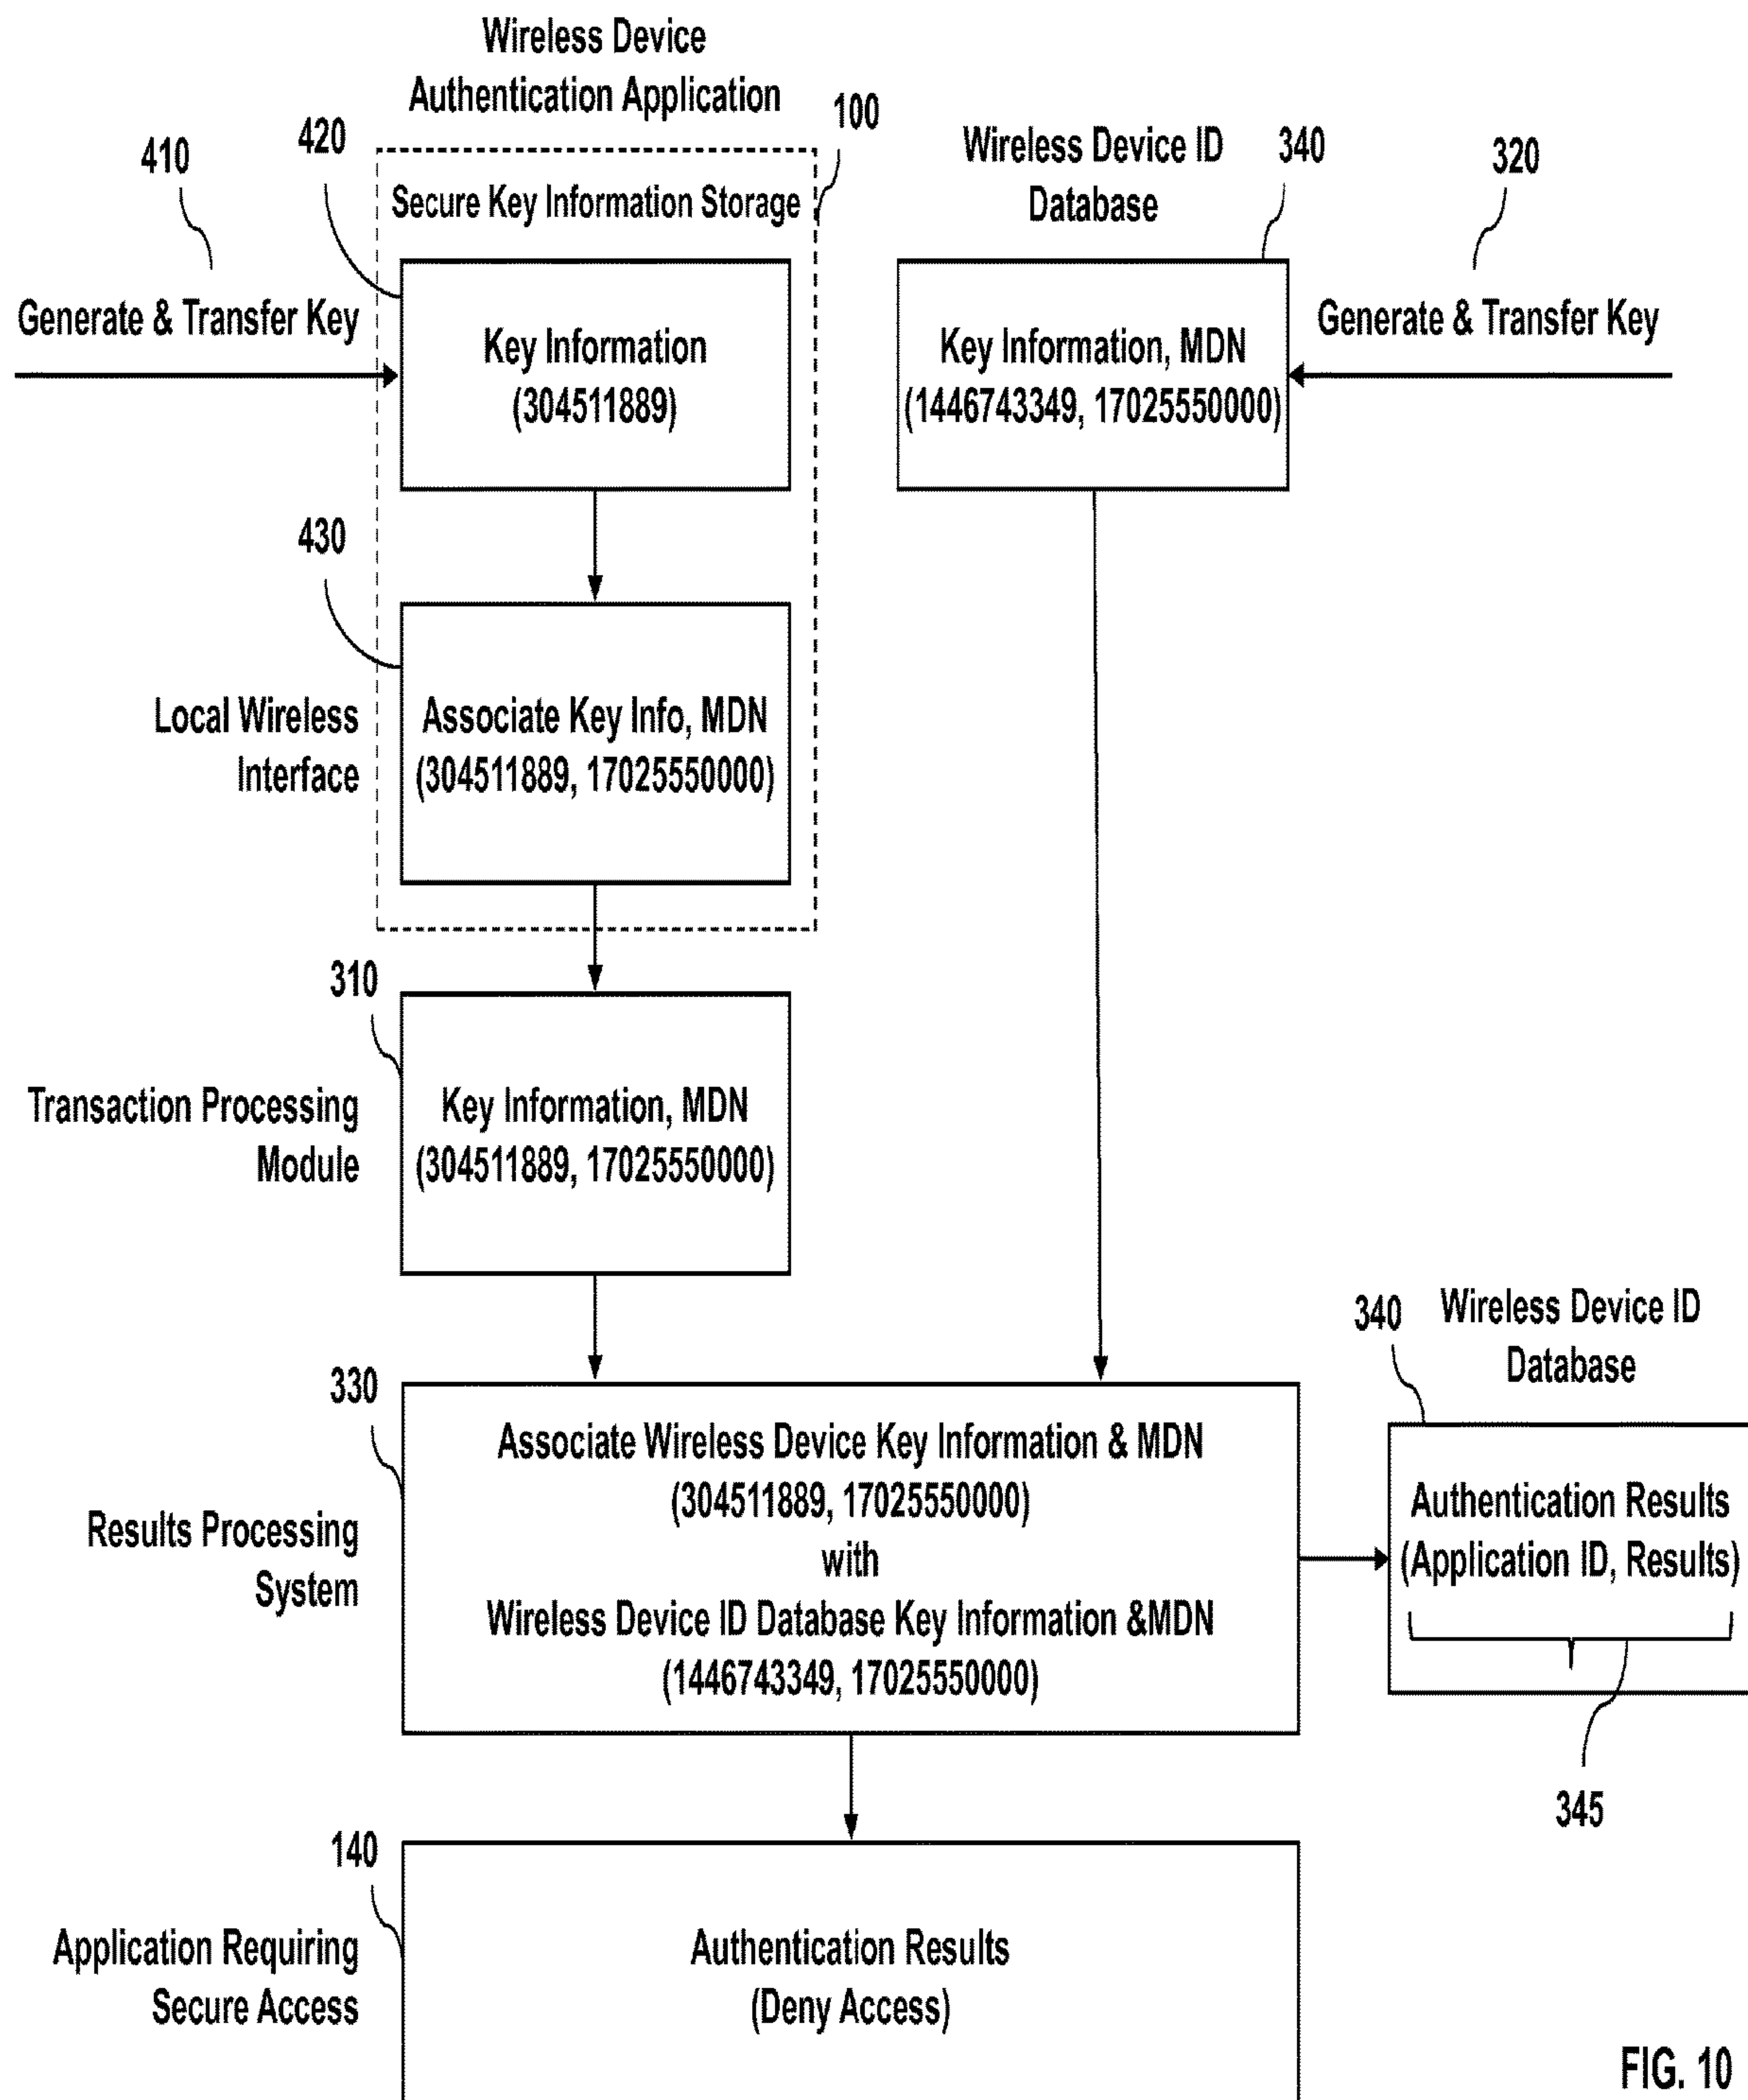 Wireless Device
Authentication Application
100
420
410
Wireless Device ID
Database
340
320
Secure Key Information Storage
Generate & Transfer Key
Key Information
(304511889)
Key Information, MDN
(1446743349, 17025550000)
Generate & Transfer Key
430
Local Wireless
Interface
Associate Key Info, MDN
(304511889, 17025550000)
310
Transaction Processing
Module
Key Information, MDN
(304511889, 17025550000)
340
Wireless Device ID
Database
330
Results Processing
System
Associate Wireless Device Key Information & MDN
(304511889, 17025550000)
with
Wireless Device ID Database Key Information &MDN
(1446743349, 17025550000)
Authentication Results
(Application ID, Results)
345
140
Application Requiring
Secure Access
Authentication Results
(Deny Access)
FIG. 10